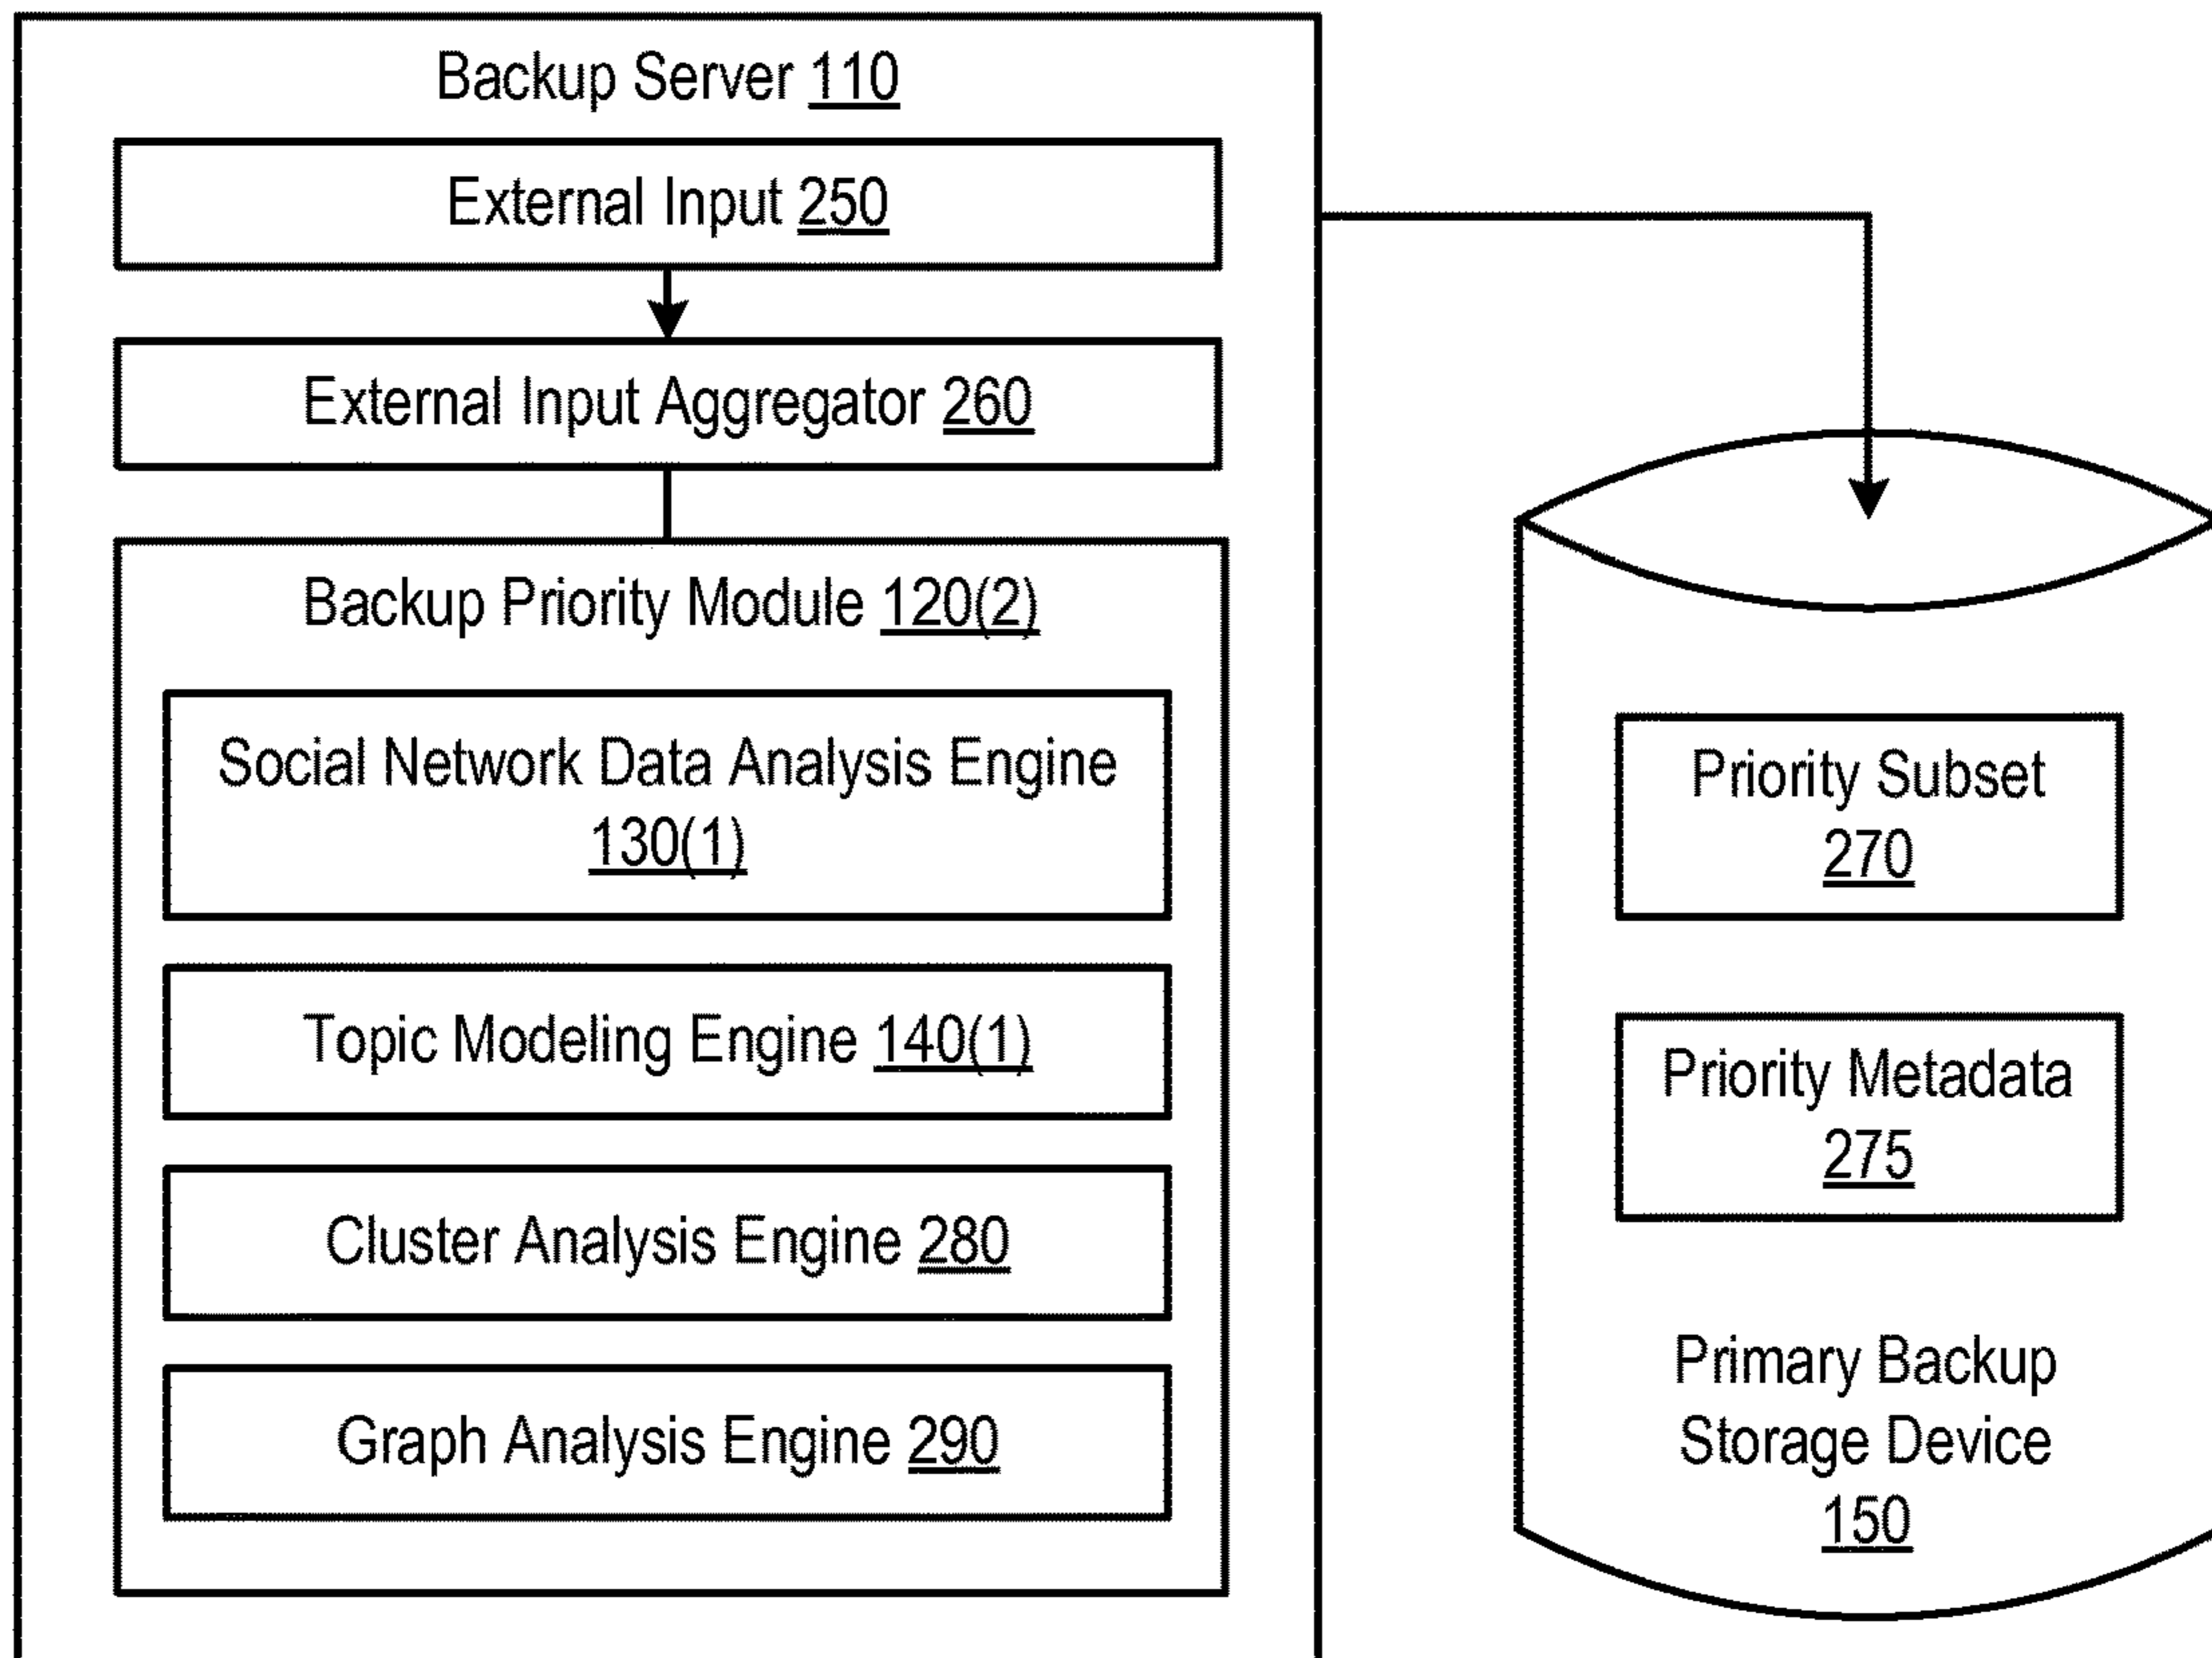 Backup Server 110
External Input 250
External Input Aggregator 260
Backup Priority Module 120(2)
Social Network Data Analysis Engine
130(1)
Topic Modeling Engine 140(1)
Cluster Analysis Engine 280
Graph Analysis Engine 290
Priority Subset
270
Priority Metadata
275
Primary Backup
Storage Device
150